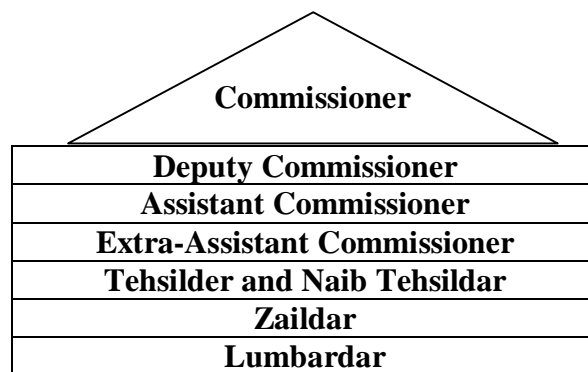 Commissioner
Deputy Commissioner
Assistant Commissioner
Extra-Assistant Commissioner
Tehsilder and Naib Tehsildar
Zaildar
Lumbardar